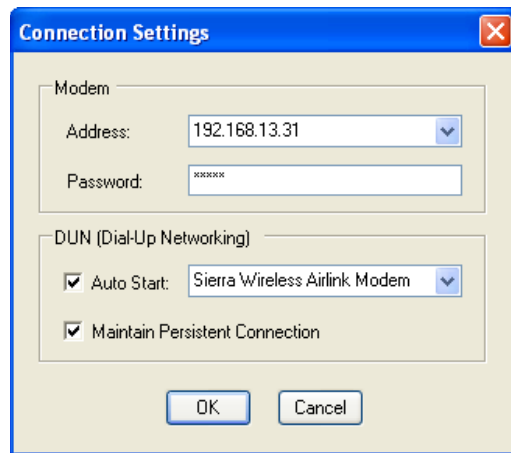 Connection Settings
Modem
Address: 192.168.13.31
Password: *****
DUN (Dial-Up Networking)
Auto Start: Sierra Wireless Airlink Modem
Maintain Persistent Connection
OK Cancel